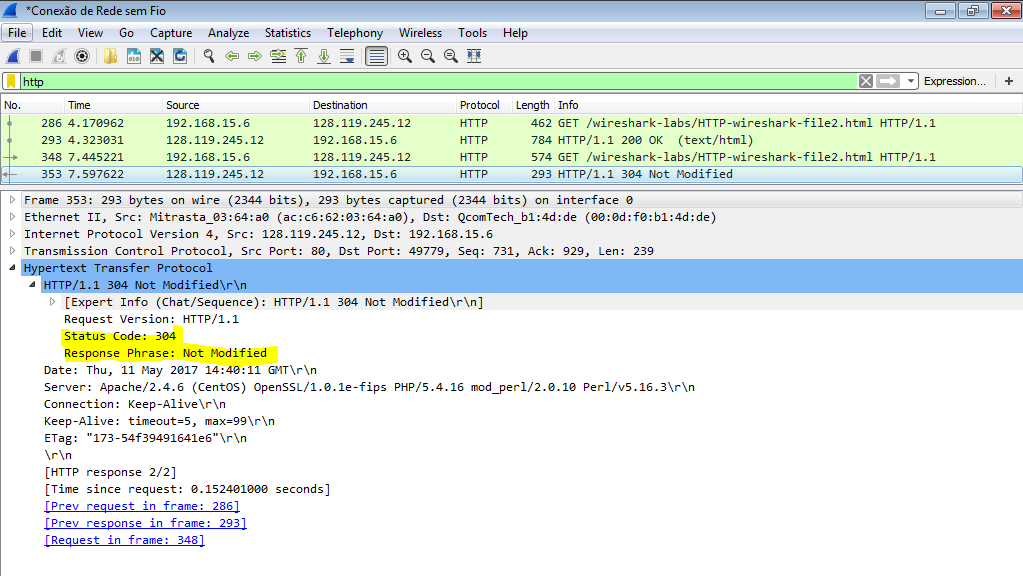 *Conexão de Rede sem Fio
File Edit View Go Capture Analyze Statistics Telephony Wireless Tools Help
http Expression... +
No. Time Source Destination Protocol Length Info
286 4.170962 192.168.15.6 128.119.245.12 HTTP 462 GET /wireshark-labs/HTTP-wireshark-file2.html HTTP/1.1
293 4.323031 128.119.245.12 192.168.15.6 HTTP 784 HTTP/1.1 200 OK (text/html)
348 7.445221 192.168.15.6 128.119.245.12 HTTP 574 GET /wireshark-labs/HTTP-wireshark-file2.html HTTP/1.1
353 7.597622 128.119.245.12 192.168.15.6 HTTP 293 HTTP/1.1 304 Not Modified
Frame 353: 293 bytes on wire (2344 bits), 293 bytes captured (2344 bits) on interface 0
Ethernet II, Src: Mitrasta_03:64:a0 (ac:c6:62:03:64:a0), Dst: QcomTech_b1:4d:de (00:0d:f0:b1:4d:de)
Internet Protocol Version 4, Src: 128.119.245.12, Dst: 192.168.15.6
Transmission Control Protocol, Src Port: 80, Dst Port: 49779, Seq: 731, Ack: 929, Len: 239
Hypertext Transfer Protocol
HTTP/1.1 304 Not Modified\r\n
[Expert Info (Chat/Sequence): HTTP/1.1 304 Not Modified\r\n]
Request Version: HTTP/1.1
Status Code: 304
Response Phrase: Not Modified
Date: Thu, 11 May 2017 14:40:11 GMT\r\n
Server: Apache/2.4.6 (CentOS) OpenSSL/1.0.1e-fips PHP/5.4.16 mod_perl/2.0.10 Perl/v5.16.3\r\n
Connection: Keep-Alive\r\n
Keep-Alive: timeout=5, max=99\r\n
ETag: "173-54f39491641e6"\r\n
\r\n
[HTTP response 2/2]
[Time since request: 0.152401000 seconds]
[Prev request in frame: 286]
[Prev response in frame: 293]
[Request in frame: 348]